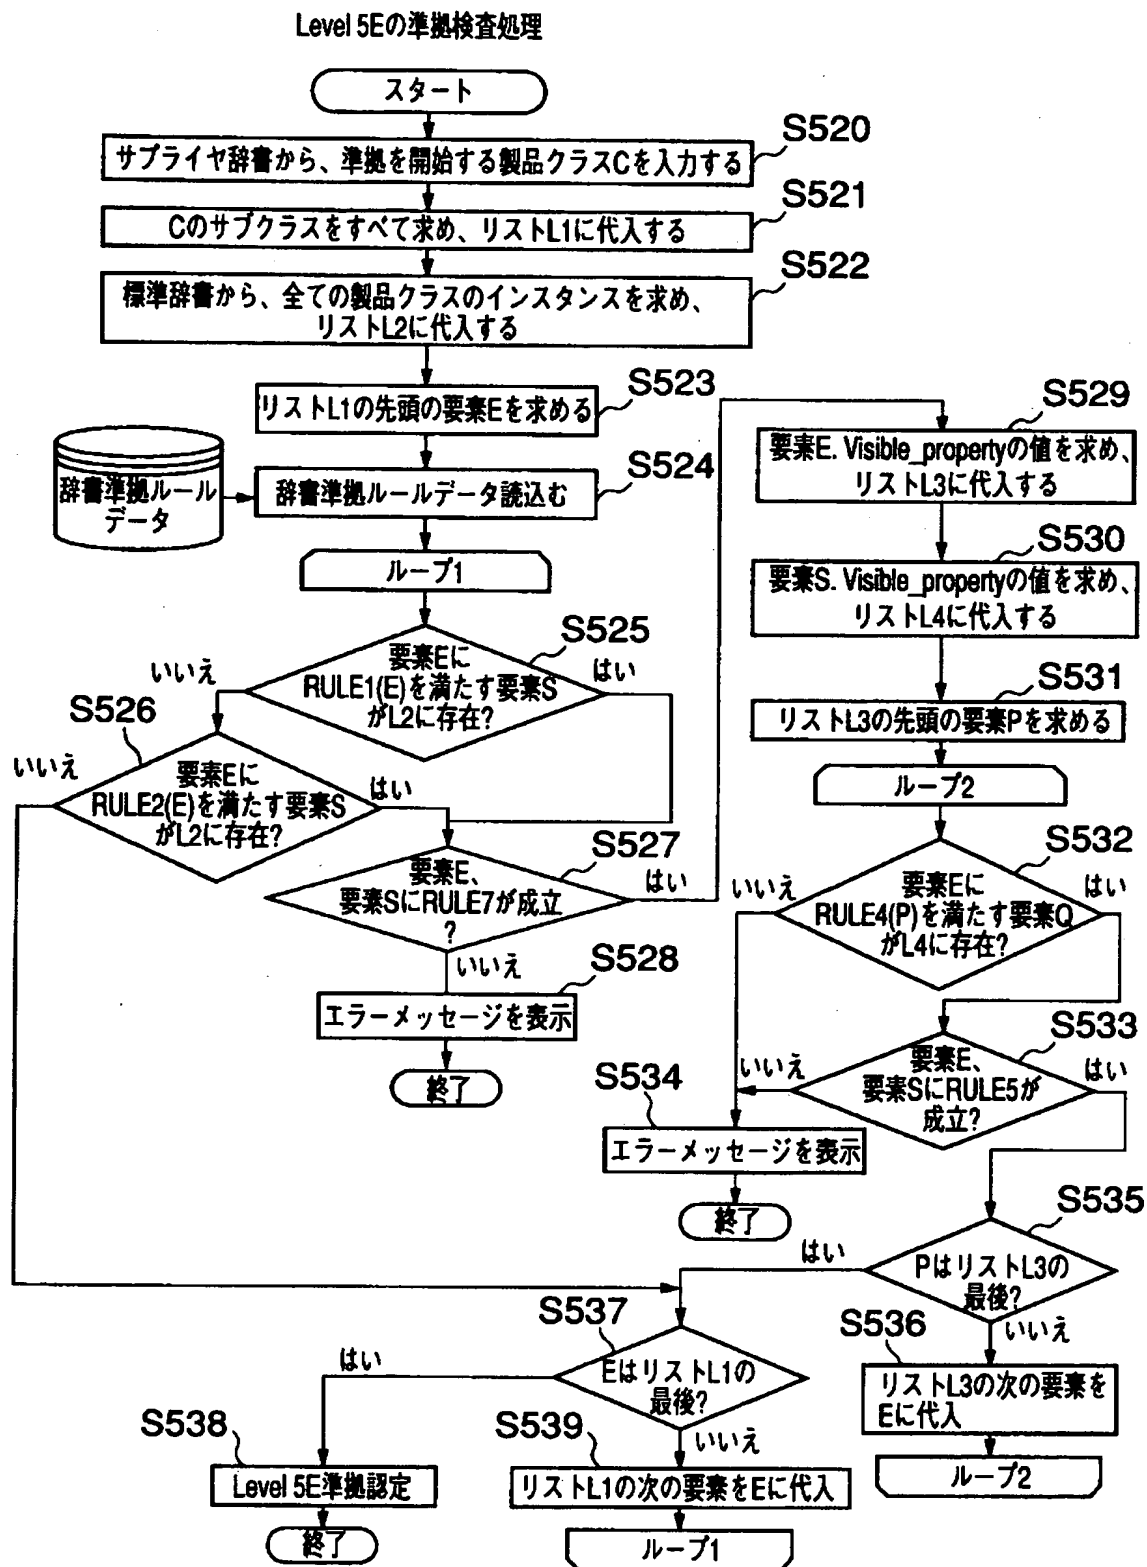 Level 5Eの準拠検査処理
スタート
S520
サプライヤ辞書から、準拠を開始する製品クラスCを入力する
S521
Cのサブクラスをすべて求め、リストL1に代入する
S522
標準辞書から、全ての製品クラスのインスタンスを求め、
リストL2に代入する
S523
リストL1の先頭の要素Eを求める
辞書準拠ルール
データ
S524
辞書準拠ルールデータ読込む
ループ1
S525
要素Eに
RULE1(E)を満たす要素S
がL2に存在?
いいえ
はい
S526
要素Eに
RULE2(E)を満たす要素S
がL2に存在?
いいえ
はい
S527
要素E、
要素SにRULE7が成立
?
はい
いいえ
S528
エラーメッセージを表示
終了
S529
要素E. Visible_propertyの値を求め、
リストL3に代入する
S530
要素S. Visible_propertyの値を求め、
リストL4に代入する
S531
リストL3の先頭の要素Pを求める
ループ2
S532
要素Eに
RULE4(P)を満たす要素Q
がL4に存在?
いいえ
はい
S533
要素E、
要素SにRULE5が
成立?
いいえ
はい
S534
エラーメッセージを表示
終了
S535
PはリストL3の
最後?
はい
いいえ
S536
リストL3の次の要素を
Eに代入
ループ2
S537
EはリストL1の
最後?
はい
いいえ
S538
Level 5E準拠認定
終了
S539
リストL1の次の要素をEに代入
ループ1